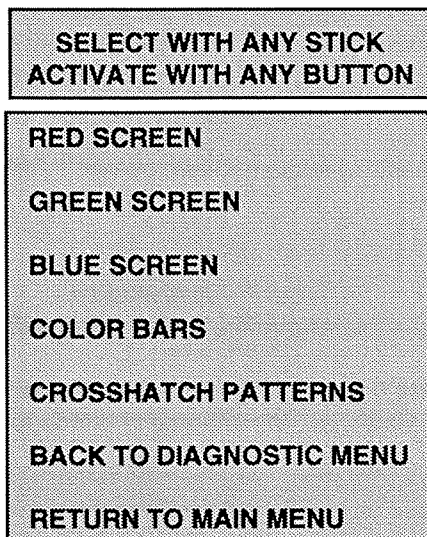 SELECT WITH ANY STICK
ACTIVATE WITH ANY BUTTON
RED SCREEN
GREEN SCREEN
BLUE SCREEN
COLOR BARS
CROSSHATCH PATTERNS
BACK TO DIAGNOSTIC MENU
RETURN TO MAIN MENU